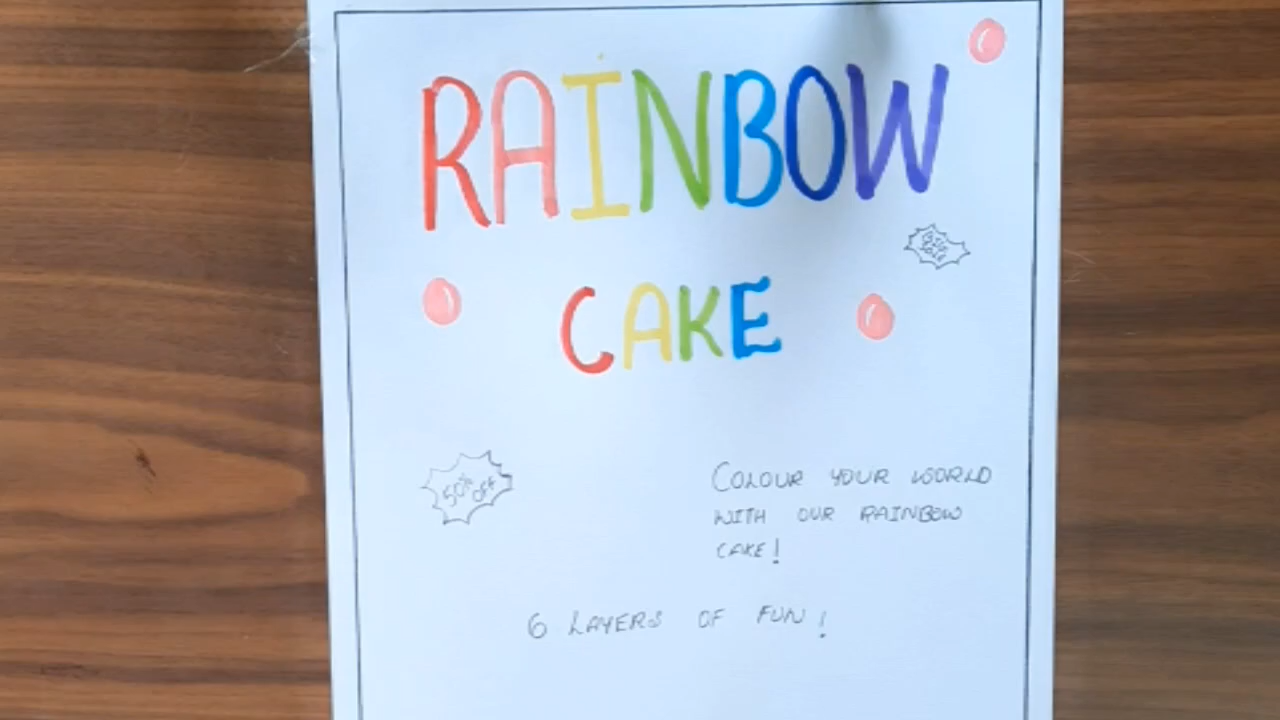 RAINBOW
CAKE
50%
OFF
COLOUR YOUR WORLD
WITH OUR RAINBOW
CAKE!
6 LAYERS OF FUN!